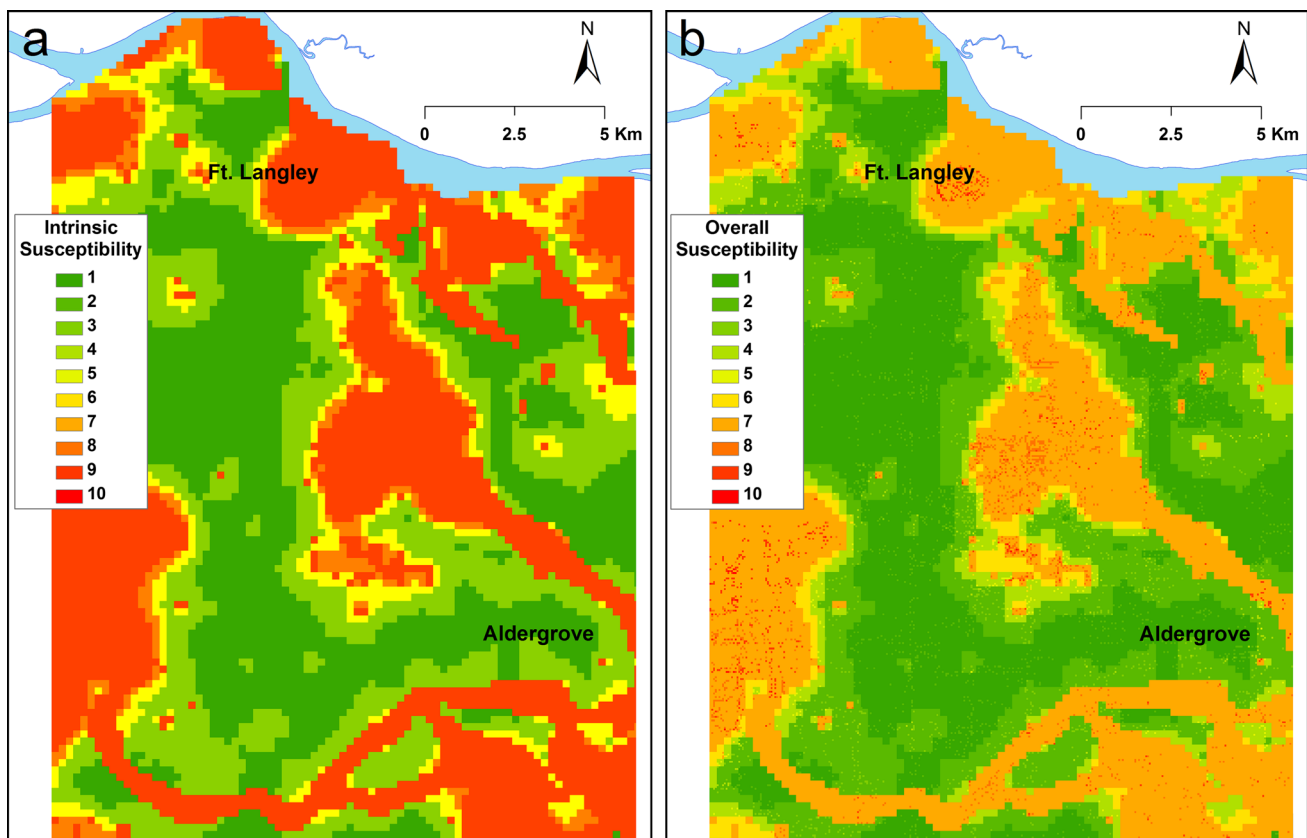 a
N
0 2.5 5 Km
Ft. Langley
Intrinsic
Susceptibility
1
2
3
4
5
6
7
8
9
10
Aldergrove
b
N
0 2.5 5 Km
Ft. Langley
Overall
Susceptibility
1
2
3
4
5
6
7
8
9
10
Aldergrove